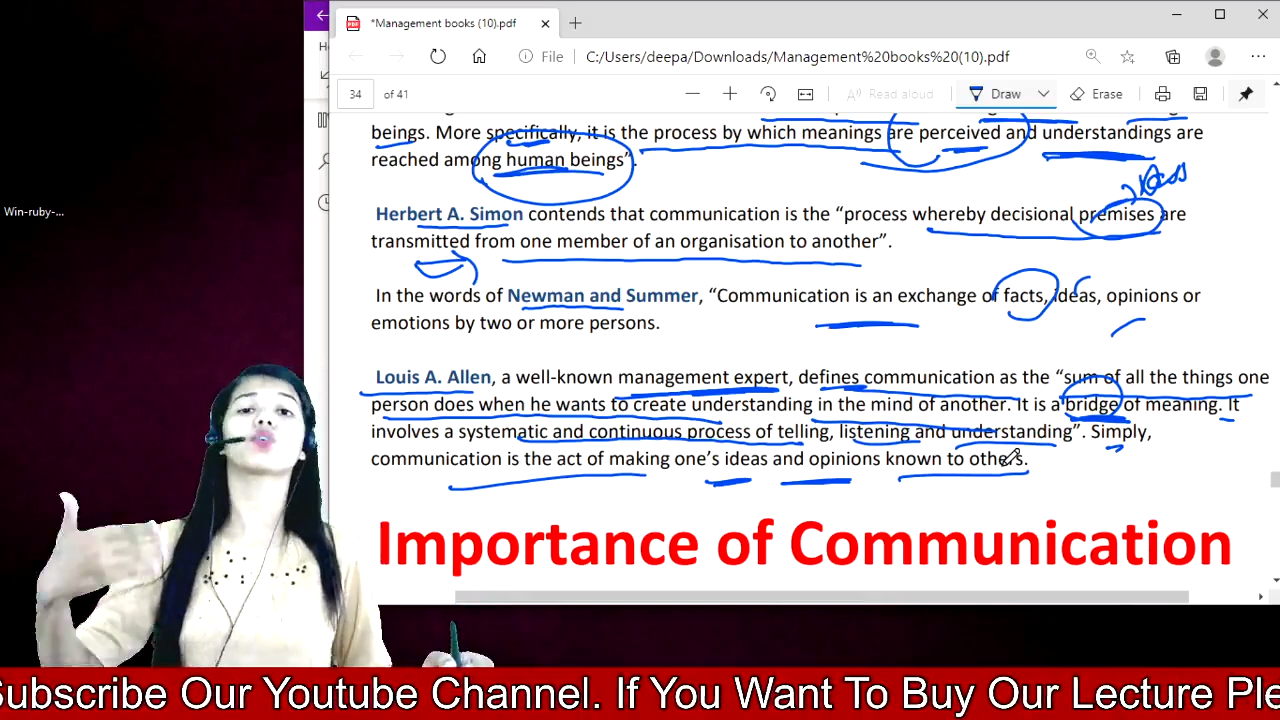 *Management books (10).pdf
File C:/Users/deepa/Downloads/Management%20books%20(10).pdf
34 of 41 Read aloud Draw Erase
Win-ruby-...
beings. More specifically, it is the process by which meanings are perceived and understandings are
reached among human beings".
Herbert A. Simon contends that communication is the "process whereby decisional premises are
transmitted from one member of an organisation to another".
In the words of Newman and Summer, "Communication is an exchange of facts, ideas, opinions or
emotions by two or more persons.
Louis A. Allen, a well-known management expert, defines communication as the "sum of all the things one
person does when he wants to create understanding in the mind of another. It is a bridge of meaning. It
involves a systematic and continuous process of telling, listening and understanding". Simply,
communication is the act of making one's ideas and opinions known to others.
Importance of Communication
Subscribe Our Youtube Channel. If You Want To Buy Our Lecture Ple